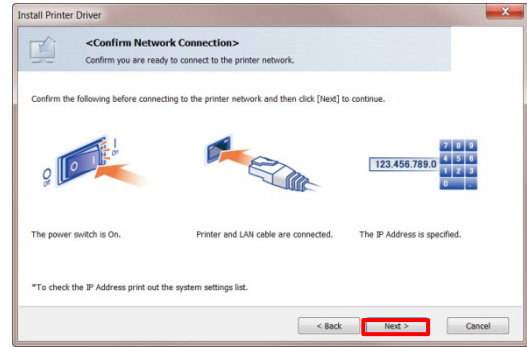 Install Printer Driver
<Confirm Network Connection>
Confirm you are ready to connect to the printer network.
Confirm the following before connecting to the printer network and then click [Next] to continue.
I
On
O
Off
O I
123.456.789.0
7 8 9
4 5 6
1 2 3
0 .
The power switch is On.
Printer and LAN cable are connected.
The IP Address is specified.
*To check the IP Address print out the system settings list.
< Back
Next >
Cancel